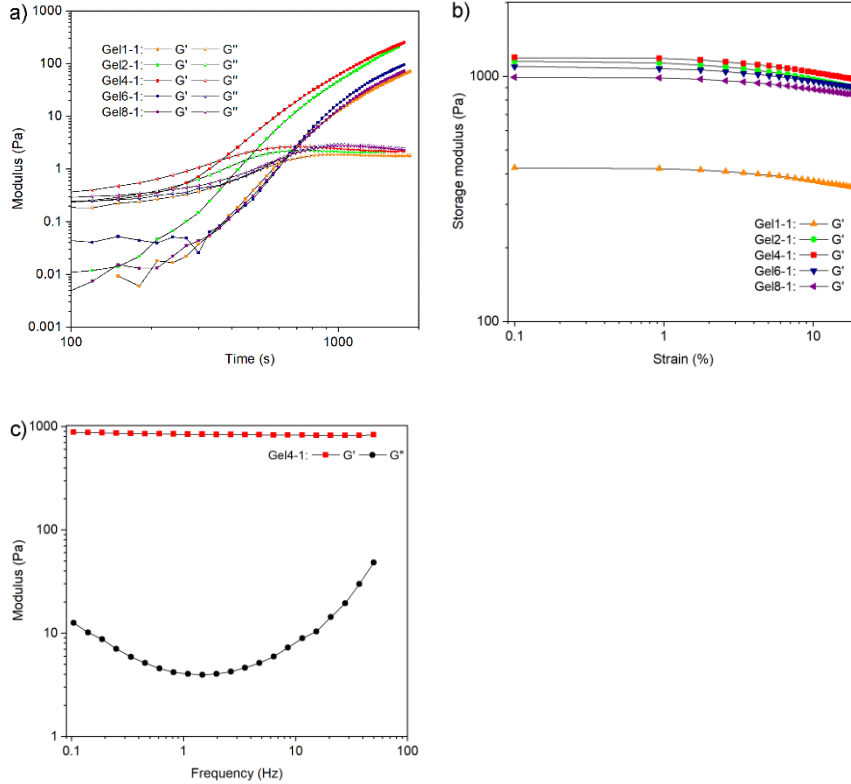 a)
Gel1-1: G' G''
Gel2-1: G' G''
Gel4-1: G' G''
Gel6-1: G' G''
Gel8-1: G' G''
1000
100
10
1
0.1
0.01
0.001
Modulus (Pa)
100
1000
Time (s)
b)
1000
100
Storage modulus (Pa)
Gel1-1: G'
Gel2-1: G'
Gel4-1: G'
Gel6-1: G'
Gel8-1: G'
0.1
1
10
Strain (%)
c)
1000
100
10
1
Modulus (Pa)
Gel4-1: G' G''
0.1
1
10
100
Frequency (Hz)